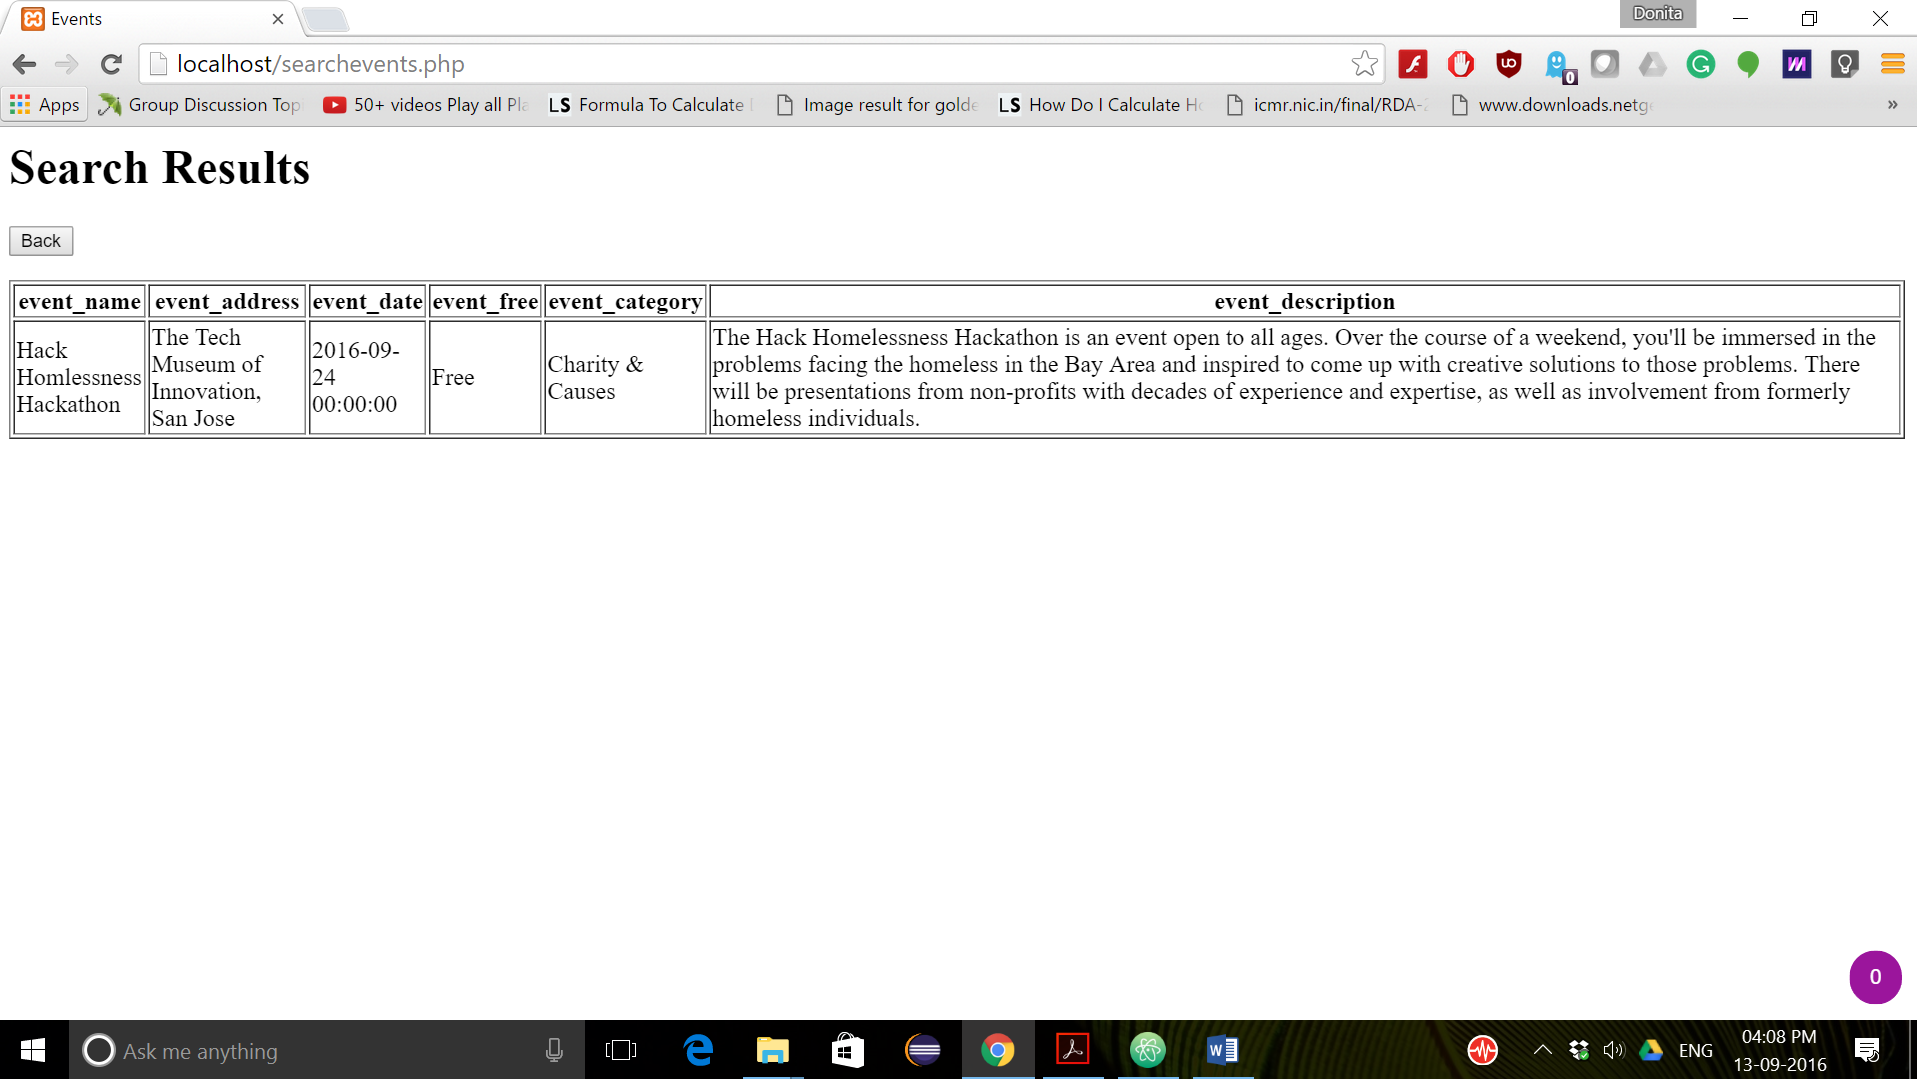 Events
Donita
localhost/searchevents.php
0
Apps
Group Discussion Top
50+ videos Play all Pla
LS Formula To Calculate
Image result for golde
LS How Do I Calculate Ho
icmr.nic.in/final/RDA-
www.downloads.netg
»
Search Results
Back
event_name event_address event_date event_free event_category event_description
Hack
Homlessness
Hackathon
The Tech
Museum of
Innovation,
San Jose
2016-09-
24
00:00:00
Free
Charity &
Causes
The Hack Homelessness Hackathon is an event open to all ages. Over the course of a weekend, you'll be immersed in the
problems facing the homeless in the Bay Area and inspired to come up with creative solutions to those problems. There
will be presentations from non-profits with decades of experience and expertise, as well as involvement from formerly
homeless individuals.
0
Ask me anything
ENG
04:08 PM
13-09-2016